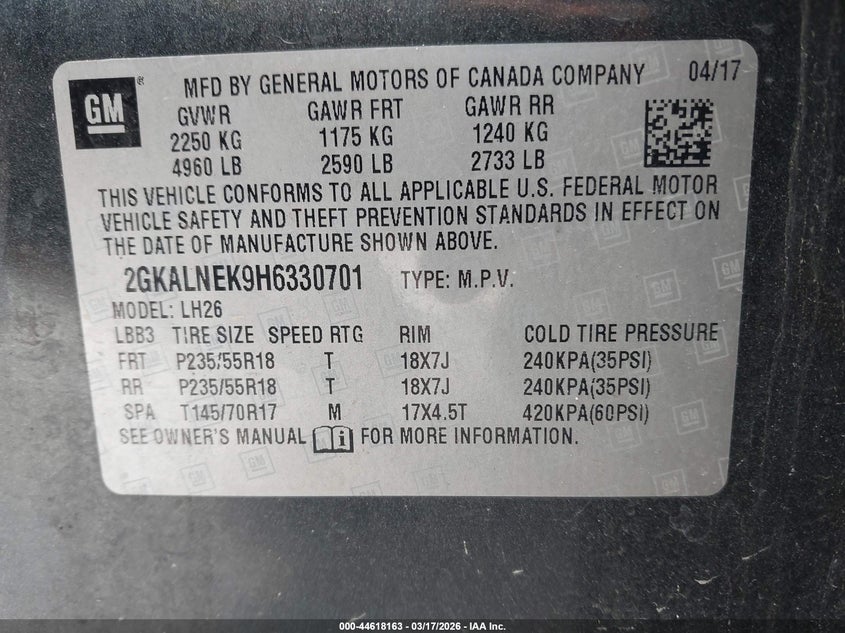 GM ® MFD BY GENERAL MOTORS OF CANADA COMPANY 04/17
GVWR GAWR FRT GAWR RR
2250 KG 1175 KG 1240 KG
4960 LB 2590 LB 2733 LB
THIS VEHICLE CONFORMS TO ALL APPLICABLE U.S. FEDERAL MOTOR
VEHICLE SAFETY AND THEFT PREVENTION STANDARDS IN EFFECT ON
THE DATE OF MANUFACTURE SHOWN ABOVE.
2GKALNEK9H6330701 TYPE: M.P.V.
MODEL: LH26
LBB3 TIRE SIZE SPEED RTG RIM COLD TIRE PRESSURE
FRT P235/55R18 T 18X7J 240KPA(35PSI)
RR P235/55R18 T 18X7J 240KPA(35PSI)
SPA T145/70R17 M 17X4.5T 420KPA(60PSI)
SEE OWNER'S MANUAL FOR MORE INFORMATION.
000-44618163 - 03/17/2026 - IAA Inc.